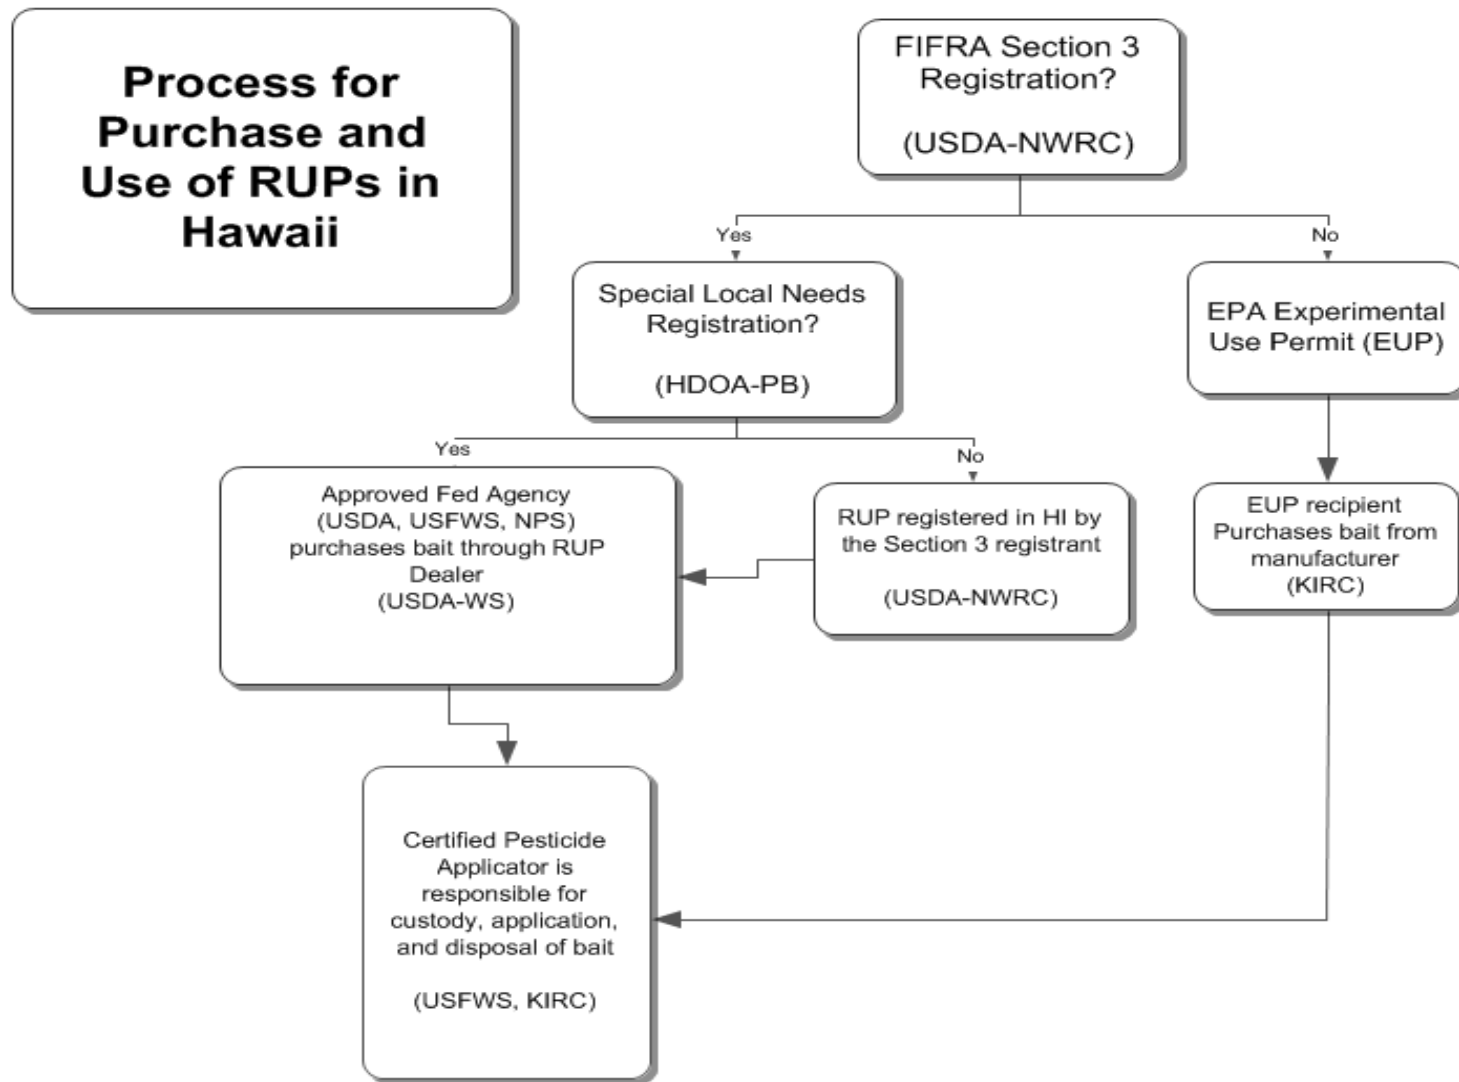 Process for
Purchase and
Use of RUPs in
Hawaii
FIFRA Section 3
Registration?
(USDA-NWRC)
Yes
No
Special Local Needs
Registration?
(HDOA-PB)
EPA Experimental
Use Permit (EUP)
Yes
No
Approved Fed Agency
(USDA, USFWS, NPS)
purchases bait through RUP
Dealer
(USDA-WS)
RUP registered in HI by
the Section 3 registrant
(USDA-NWRC)
EUP recipient
Purchases bait from
manufacturer
(KIRC)
Certified Pesticide
Applicator is
responsible for
custody, application,
and disposal of bait
(USFWS, KIRC)